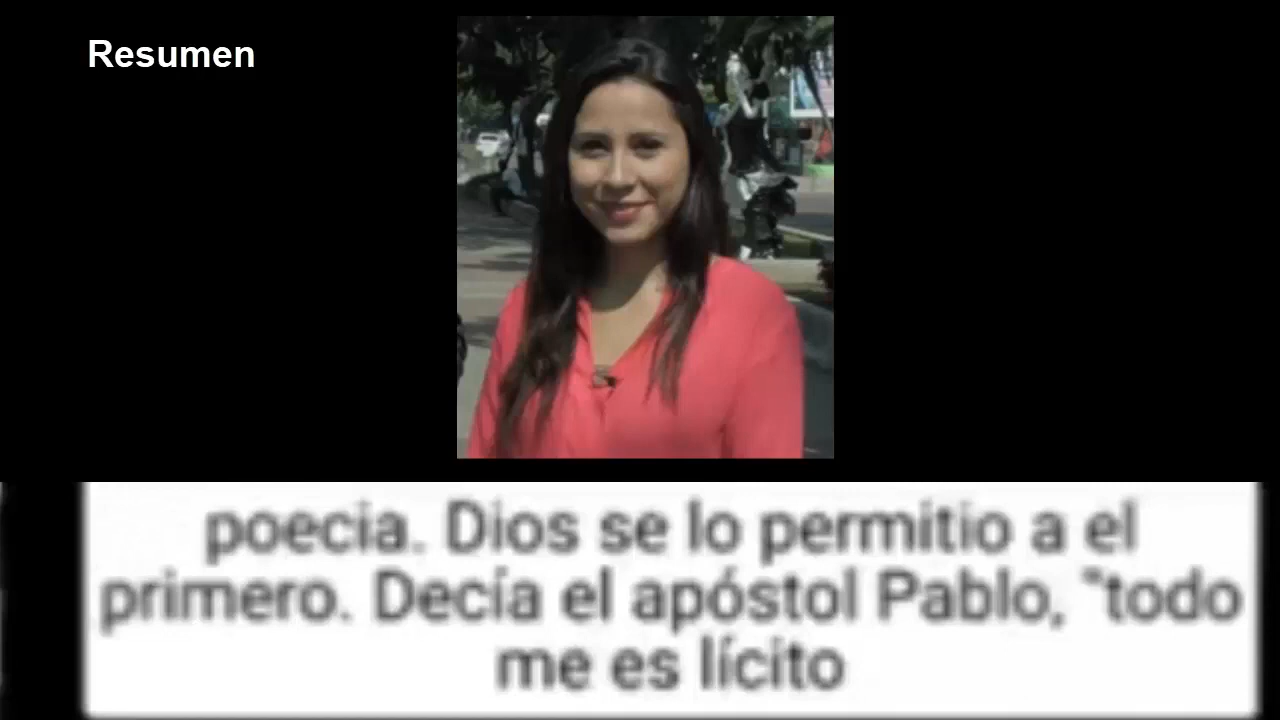 Resumen
poecia. Dios se lo permitio a el
primero. Decía el apóstol Pablo, "todo
me es lícito